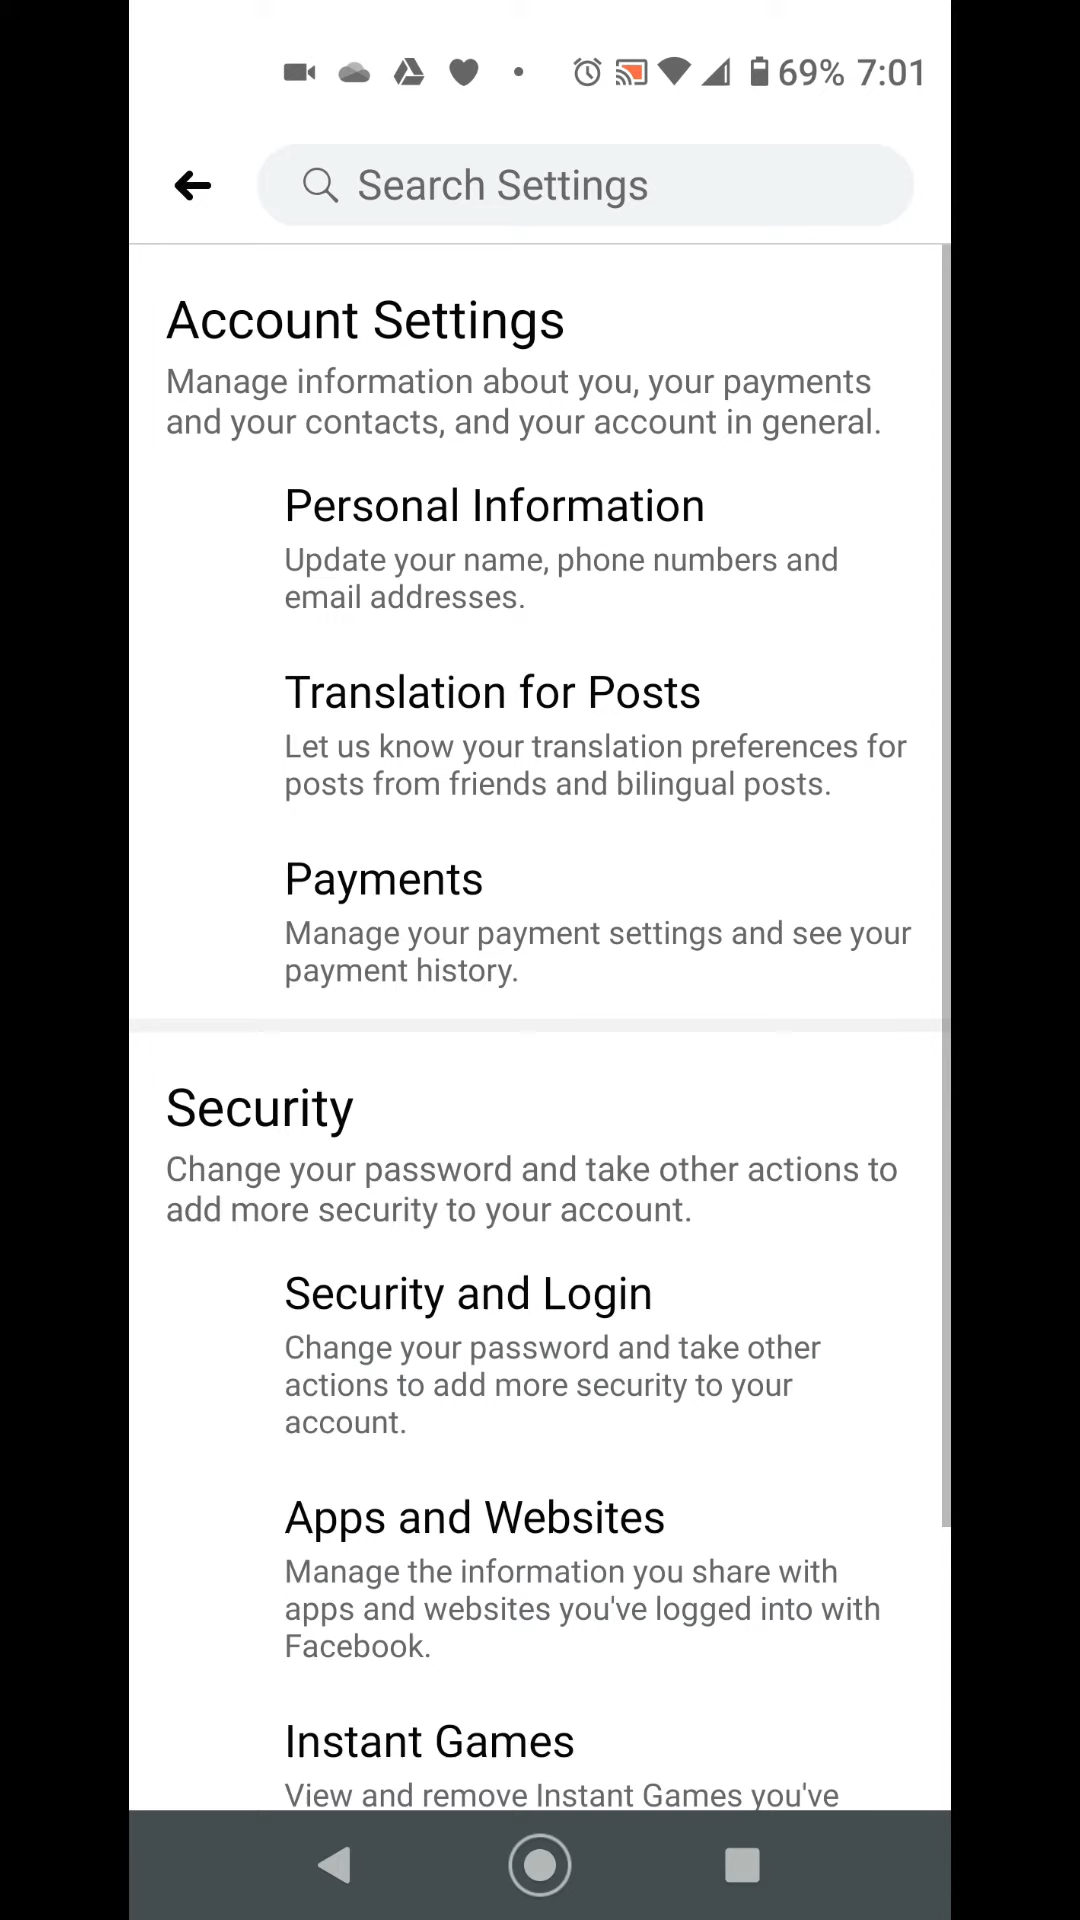 69% 7:01
Search Settings
Account Settings
Manage information about you, your payments
and your contacts, and your account in general.
Personal Information
Update your name, phone numbers and
email addresses.
Translation for Posts
Let us know your translation preferences for
posts from friends and bilingual posts.
Payments
Manage your payment settings and see your
payment history.
Security
Change your password and take other actions to
add more security to your account.
Security and Login
Change your password and take other
actions to add more security to your
account.
Apps and Websites
Manage the information you share with
apps and websites you've logged into with
Facebook.
Instant Games
View and remove Instant Games you've